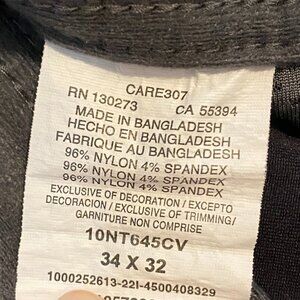 CARE307
RN 130273 CA 55394
MADE IN BANGLADESH
HECHO EN BANGLADESH
FABRIQUE AU BANGLADESH
96% NYLON 4% SPANDEX
96% NYLON 4% SPANDEX
96% NYLON 4% SPANDEX
EXCLUSIVE OF DECORATION / EXCEPTO
DECORACION / EXCLUSIVE OF TRIMMING/
GARNITURE NON COMPRISE
10NT645CV
34 X 32
1000252613-22I-4500408329